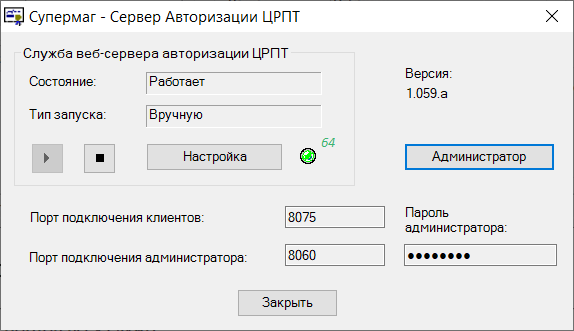 Супермаг - Сервер Авторизации ЦРПТ
Служба веб-сервера авторизации ЦРПТ
Состояние: Работает
Тип запуска: Вручную
Настройка
64
Версия:
1.059.a
Администратор
Порт подключения клиентов: 8075
Порт подключения администратора: 8060
Пароль
администратора:
●●●●●●●●
Закрыть